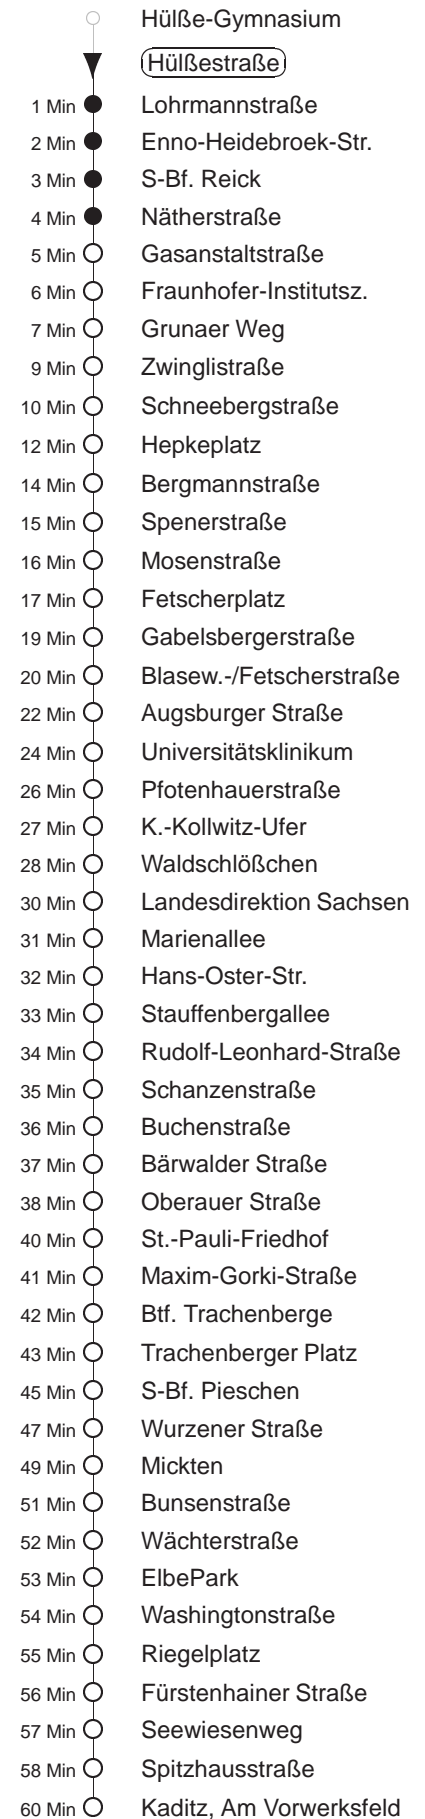 Hülße-Gymnasium
Hülßestraße
1 Min Lohrmannstraße
2 Min Enno-Heidebroek-Str.
3 Min S-Bf. Reick
4 Min Nätherstraße
5 Min Gasanstaltstraße
6 Min Fraunhofer-Institutsz.
7 Min Grunaer Weg
9 Min Zwinglistraße
10 Min Schneebergstraße
12 Min Hepkeplatz
14 Min Bergmannstraße
15 Min Spenerstraße
16 Min Mosenstraße
17 Min Fetscherplatz
19 Min Gabelsbergerstraße
20 Min Blasew.-/Fetscherstraße
22 Min Augsburger Straße
24 Min Universitätsklinikum
26 Min Pfotenhauerstraße
27 Min K.-Kollwitz-Ufer
28 Min Waldschlößchen
30 Min Landesdirektion Sachsen
31 Min Marienallee
32 Min Hans-Oster-Str.
33 Min Stauffenbergallee
34 Min Rudolf-Leonhard-Straße
35 Min Schanzenstraße
36 Min Buchenstraße
37 Min Bärwalder Straße
38 Min Oberauer Straße
40 Min St.-Pauli-Friedhof
41 Min Maxim-Gorki-Straße
42 Min Btf. Trachenberge
43 Min Trachenberger Platz
45 Min S-Bf. Pieschen
47 Min Wurzener Straße
49 Min Mickten
51 Min Bunsenstraße
52 Min Wächterstraße
53 Min ElbePark
54 Min Washingtonstraße
55 Min Riegelplatz
56 Min Fürstenhainer Straße
57 Min Seewiesenweg
58 Min Spitzhausstraße
60 Min Kaditz, Am Vorwerksfeld